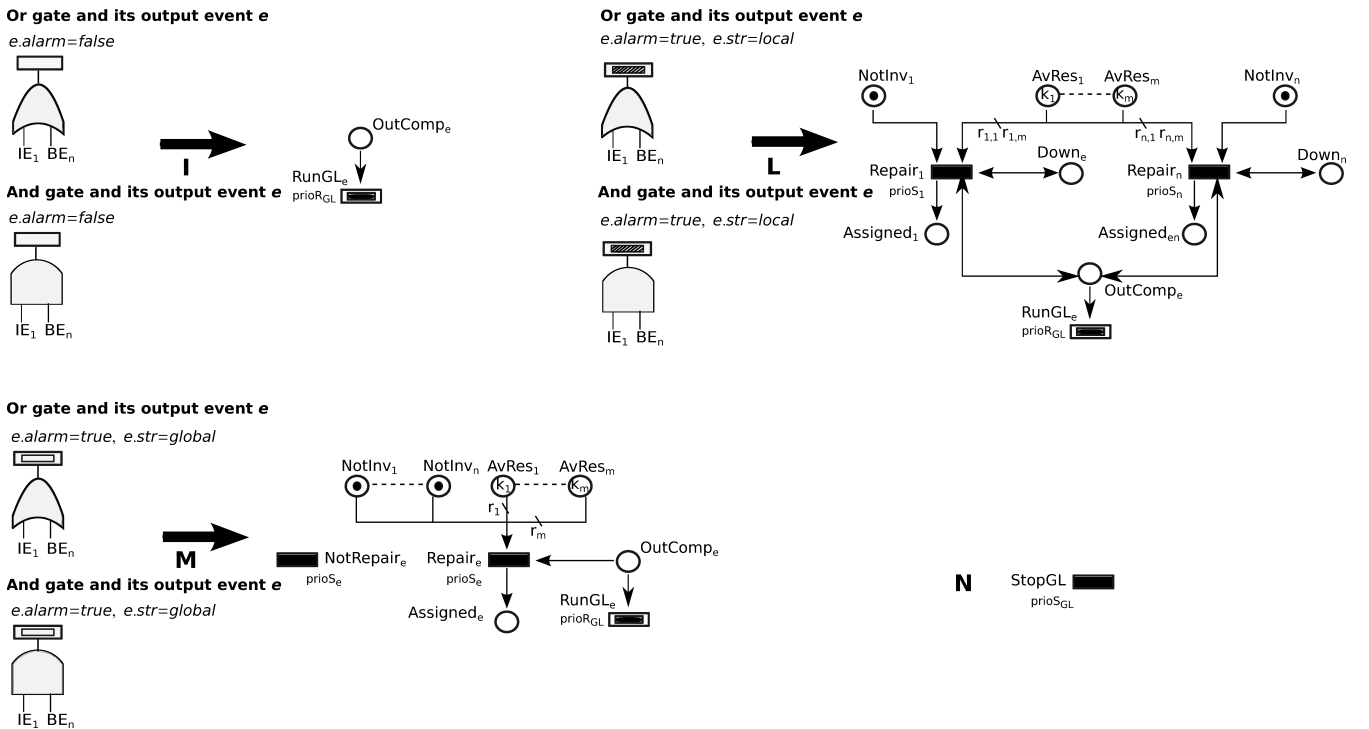 Or gate and its output event e
e.alarm=false
IE1 BEn
I
And gate and its output event e
e.alarm=false
IE1 BEn
OutCompe
RunGLe
prioRGL
Or gate and its output event e
e.alarm=true, e.str=local
IE1 BEn
L
And gate and its output event e
e.alarm=true, e.str=local
IE1 BEn
NotInv1 AvRes1 AvResm NotInvn
k1 km
r1,1 r1,m rn,1 rn,m
Downe Downn
Repair1 Repairn
prioS1 prioSn
Assigned1 Assigneden
OutCompe
RunGLe
prioRGL
Or gate and its output event e
e.alarm=true, e.str=global
IE1 BEn
M
And gate and its output event e
e.alarm=true, e.str=global
IE1 BEn
NotInv1 NotInvn AvRes1 AvResm
k1 km
r1
rm
NotRepaire Repaire OutCompe
prioSe prioSe
Assignede
RunGLe
prioRGL
N StopGL
prioSGL